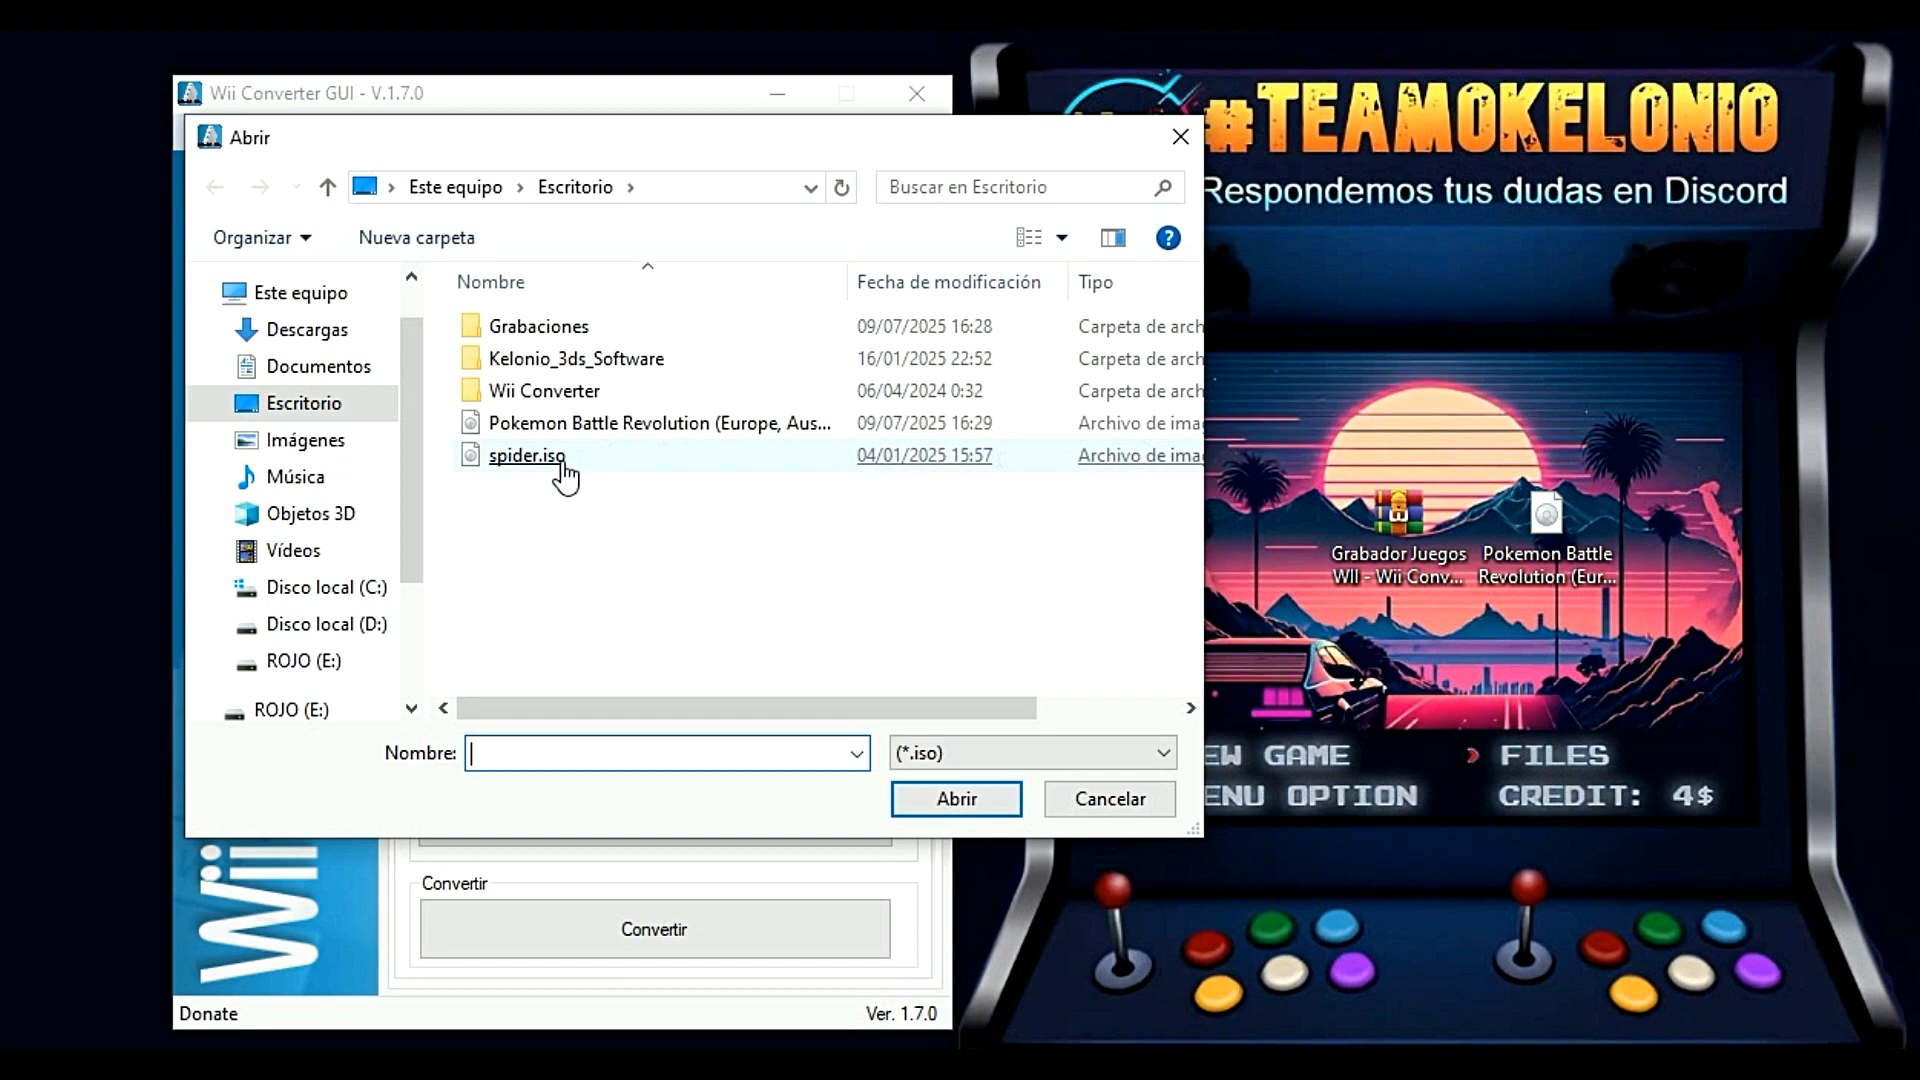 Wii Converter GUI - V.1.7.0
#TEAMOKELONIO
Respondemos tus dudas en Discord
Abrir
Este equipo
Escritorio
Buscar en Escritorio
Organizar
Nueva carpeta
Nombre
Fecha de modificación
Tipo
Este equipo
Descargas
Documentos
Escritorio
Imágenes
Música
Objetos 3D
Vídeos
Disco local (C:)
Disco local (D:)
ROJO (E:)
ROJO (E:)
Grabaciones 09/07/2025 16:28 Carpeta de arch
Kelonio_3ds_Software 16/01/2025 22:52 Carpeta de arch
Wii Converter 06/04/2024 0:32 Carpeta de arch
Pokemon Battle Revolution (Europe, Aus... 09/07/2025 16:29 Archivo de ima
spider.iso 04/01/2025 15:57 Archivo de ima
Nombre:
(*.iso)
Abrir
Cancelar
Grabador Juegos
WII - Wii Conv...
Pokemon Battle
Revolution (Eur...
EW GAME
FILES
ENU OPTION
CREDIT: 4$
Wii
Convertir
Convertir
Donate
Ver. 1.7.0